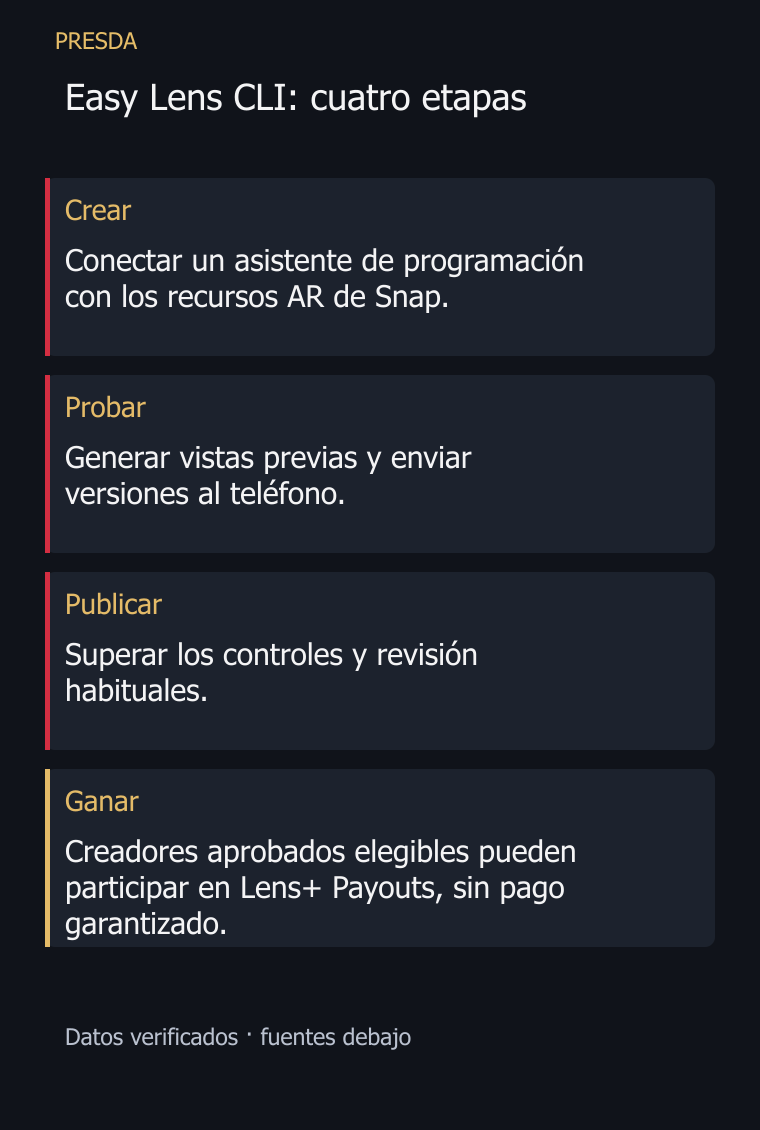 PRESDA
Easy Lens CLI: cuatro etapas
Crear
Conectar un asistente de programación
con los recursos AR de Snap.
Probar
Generar vistas previas y enviar
versiones al teléfono.
Publicar
Superar los controles y revisión
habituales.
Ganar
Creadores aprobados elegibles pueden
participar en Lens+ Payouts, sin pago
garantizado.
Datos verificados · fuentes debajo